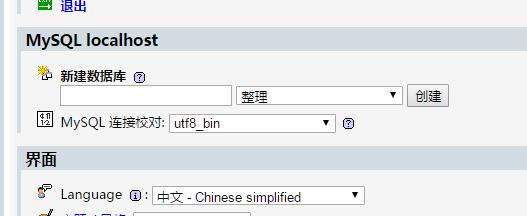 退出
MySQL localhost
新建数据库
整理 创建
MySQL 连接校对: utf8_bin
界面
Language : 中文 - Chinese simplified